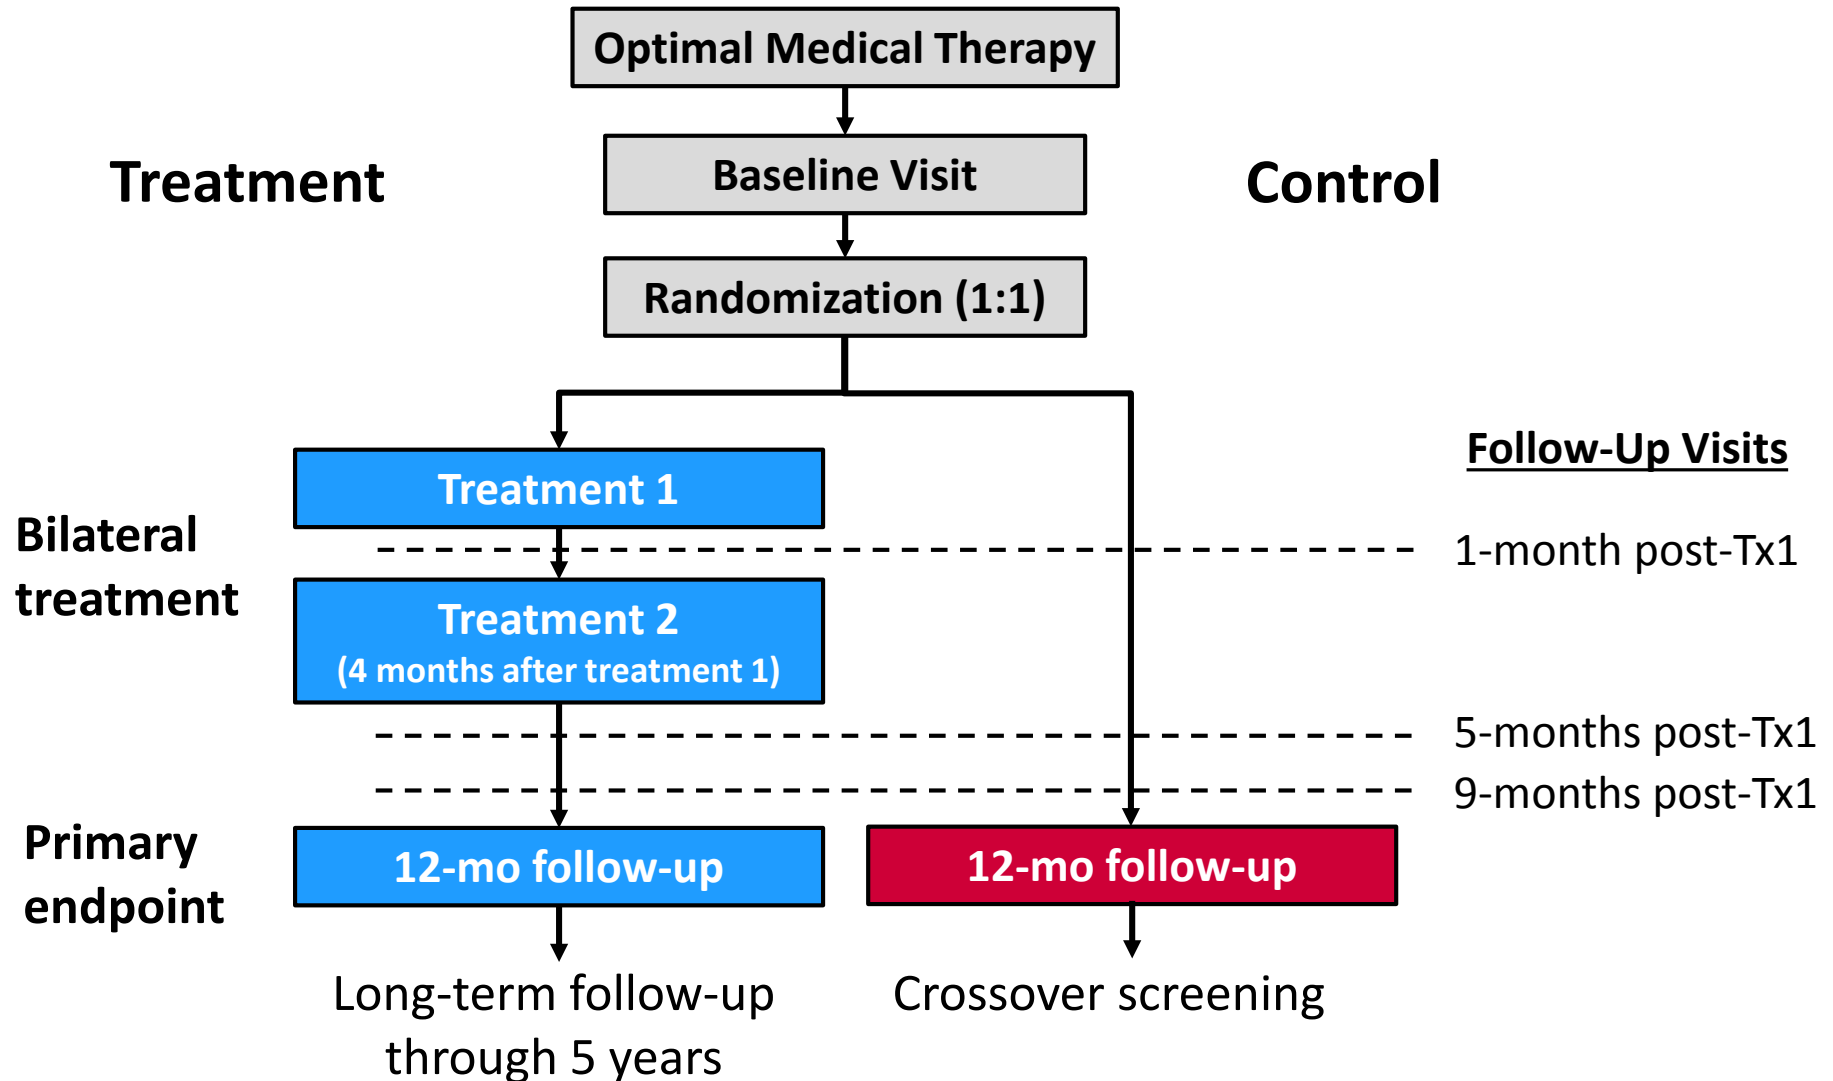 Optimal Medical Therapy
Treatment
Baseline Visit
Control
Randomization (1:1)
Follow-Up Visits
Treatment 1
Bilateral
treatment
1-month post-Tx1
Treatment 2
(4 months after treatment 1)
5-months post-Tx1
9-months post-Tx1
Primary
endpoint
12-mo follow-up
12-mo follow-up
Long-term follow-up
through 5 years
Crossover screening